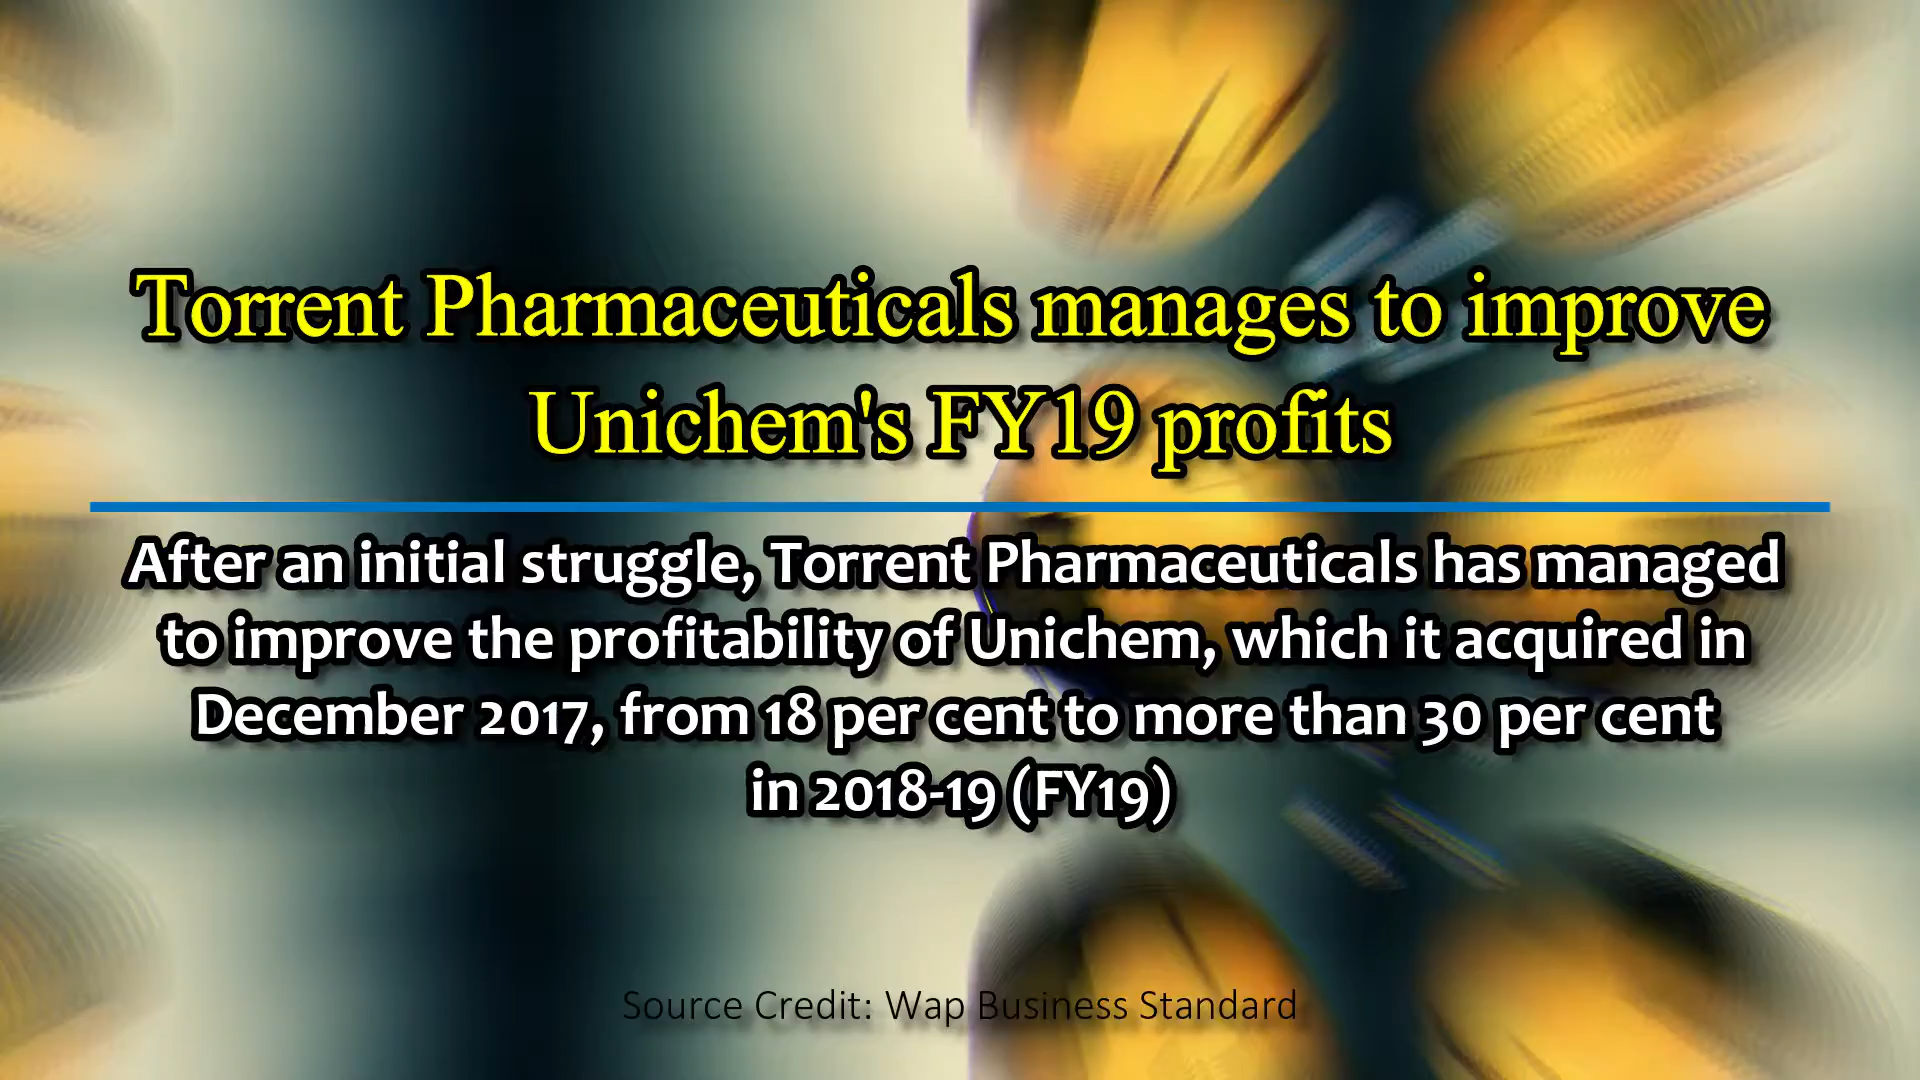 Torrent Pharmaceuticals manages to improve
Unichem's FY19 profits
After an initial struggle, Torrent Pharmaceuticals has managed
to improve the profitability of Unichem, which it acquired in
December 2017, from 18 per cent to more than 30 per cent
in 2018-19 (FY19)
Source Credit: Wap Business Standard